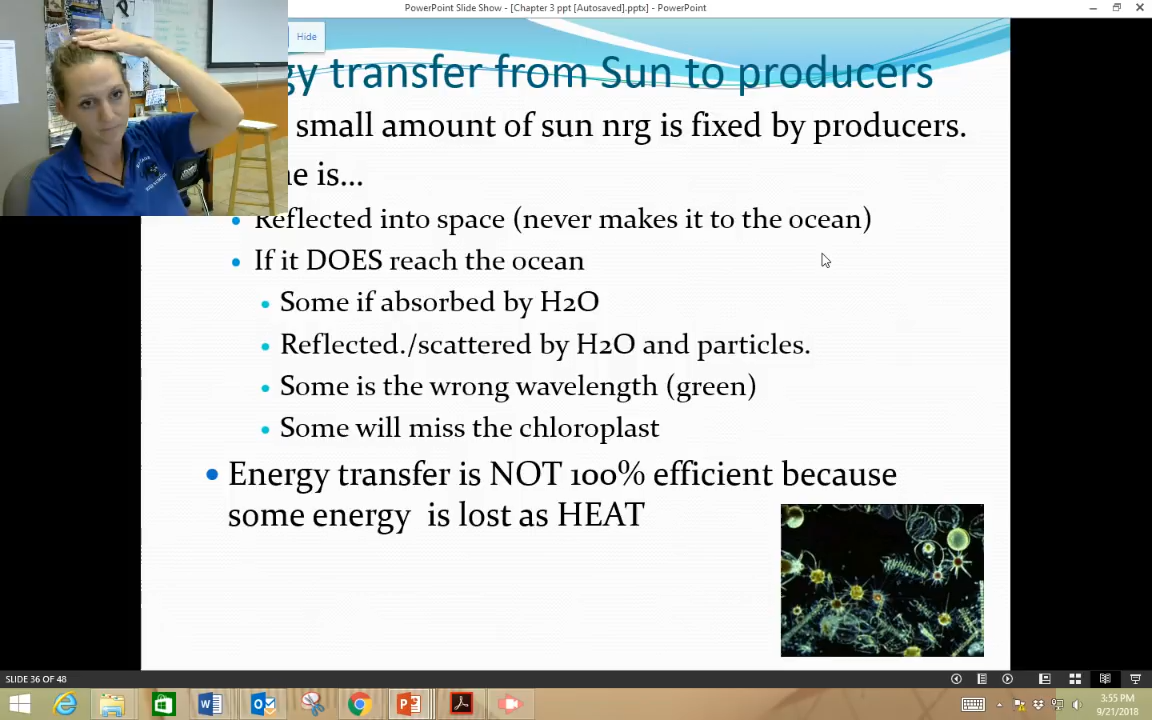 PowerPoint Slide Show - [Chapter 3 ppt [Autosaved].pptx] - PowerPoint
Hide
gy transfer from Sun to producers
small amount of sun nrg is fixed by producers.
ne is...
Reflected into space (never makes it to the ocean)
If it DOES reach the ocean
Some if absorbed by H2O
Reflected./scattered by H2O and particles.
Some is the wrong wavelength (green)
Some will miss the chloroplast
Energy transfer is NOT 100% efficient because
some energy is lost as HEAT
SLIDE 36 OF 48
3:55 PM
9/21/2018